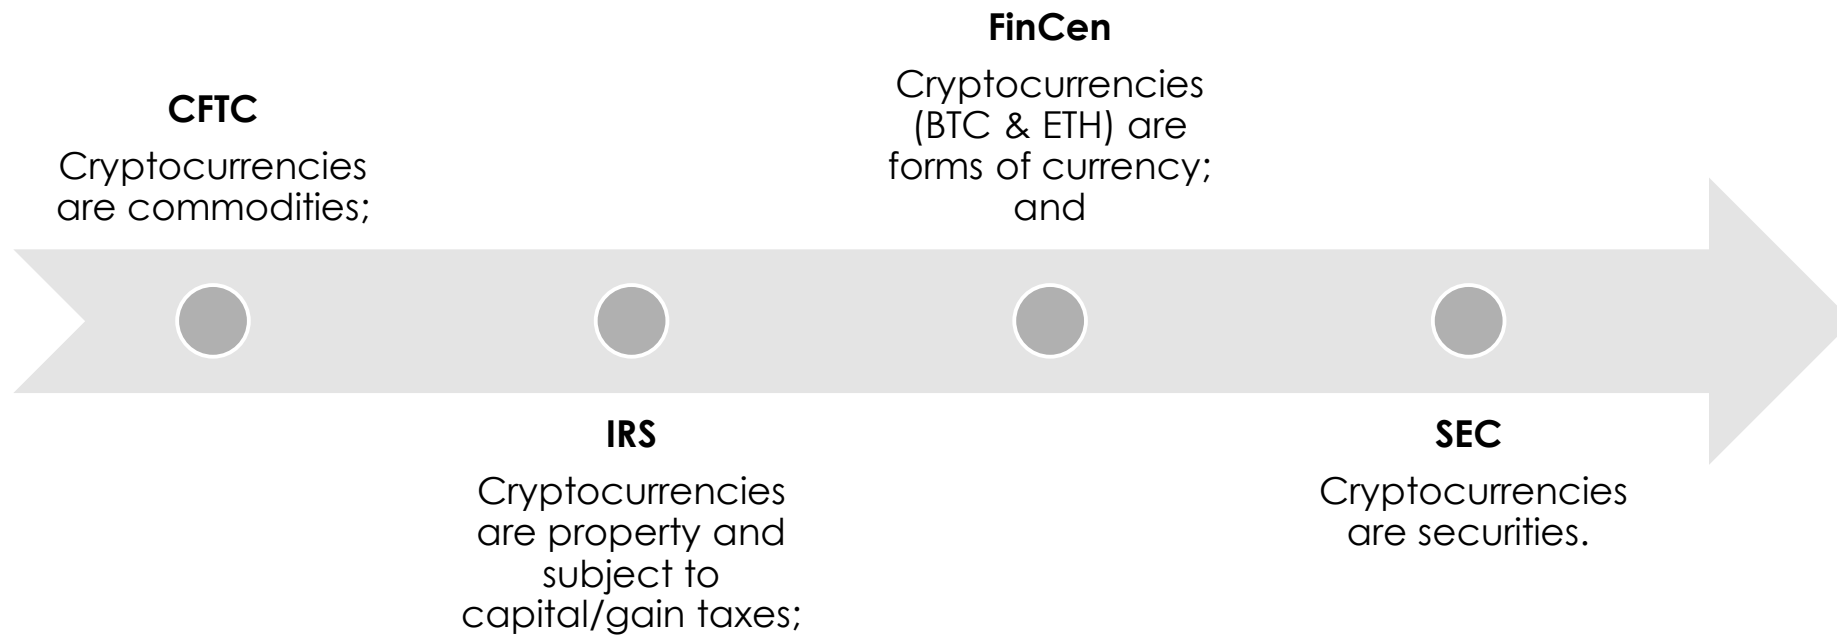 CFTC
Cryptocurrencies
are commodities;
IRS
Cryptocurrencies
are property and
subject to
capital/gain taxes;
FinCen
Cryptocurrencies
(BTC & ETH) are
forms of currency;
and
SEC
Cryptocurrencies
are securities.